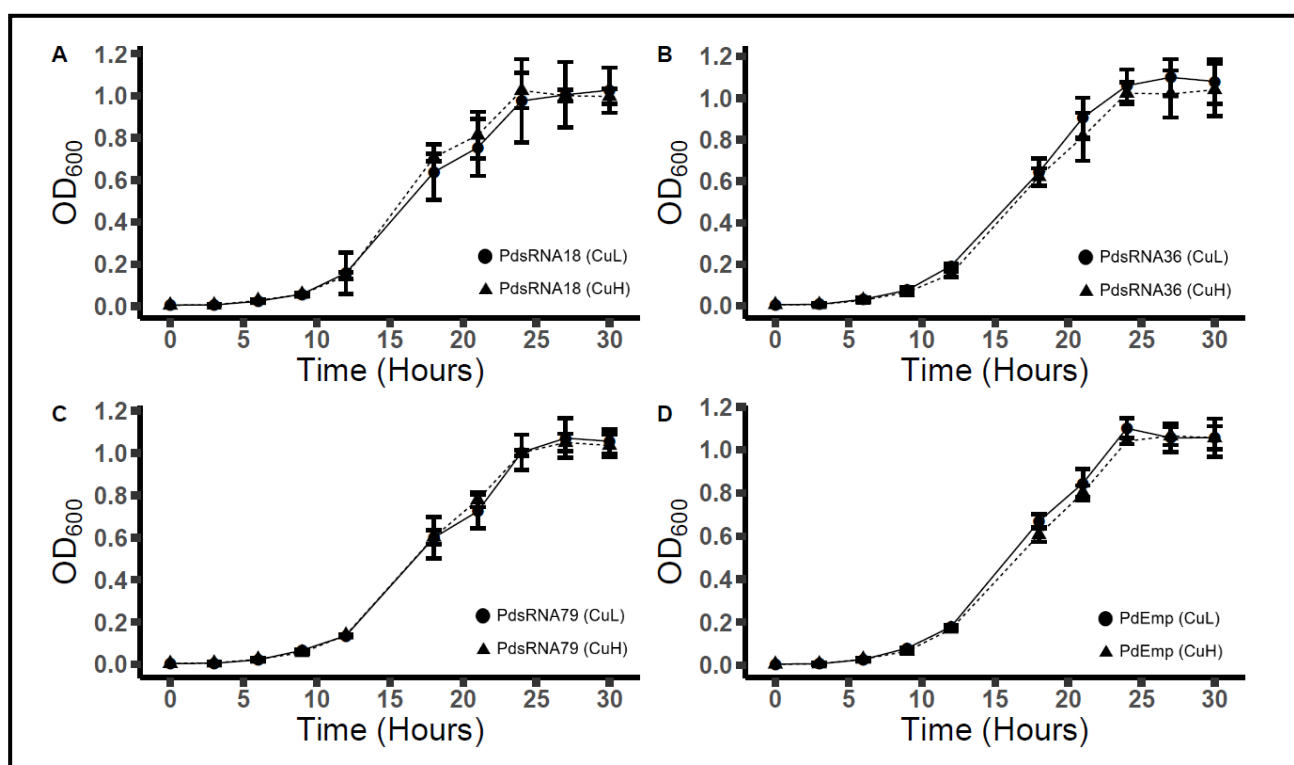 A
1.2
1.0
0.8
0.6
0.4
0.2
0.0
OD600
PdsRNA18 (CuL)
PdsRNA18 (CuH)
0 5 10 15 20 25 30
Time (Hours)
B
1.2
1.0
0.8
0.6
0.4
0.2
0.0
OD600
PdsRNA36 (CuL)
PdsRNA36 (CuH)
0 5 10 15 20 25 30
Time (Hours)
C
1.2
1.0
0.8
0.6
0.4
0.2
0.0
OD600
PdsRNA79 (CuL)
PdsRNA79 (CuH)
0 5 10 15 20 25 30
Time (Hours)
D
1.2
1.0
0.8
0.6
0.4
0.2
0.0
OD600
PdEmp (CuL)
PdEmp (CuH)
0 5 10 15 20 25 30
Time (Hours)